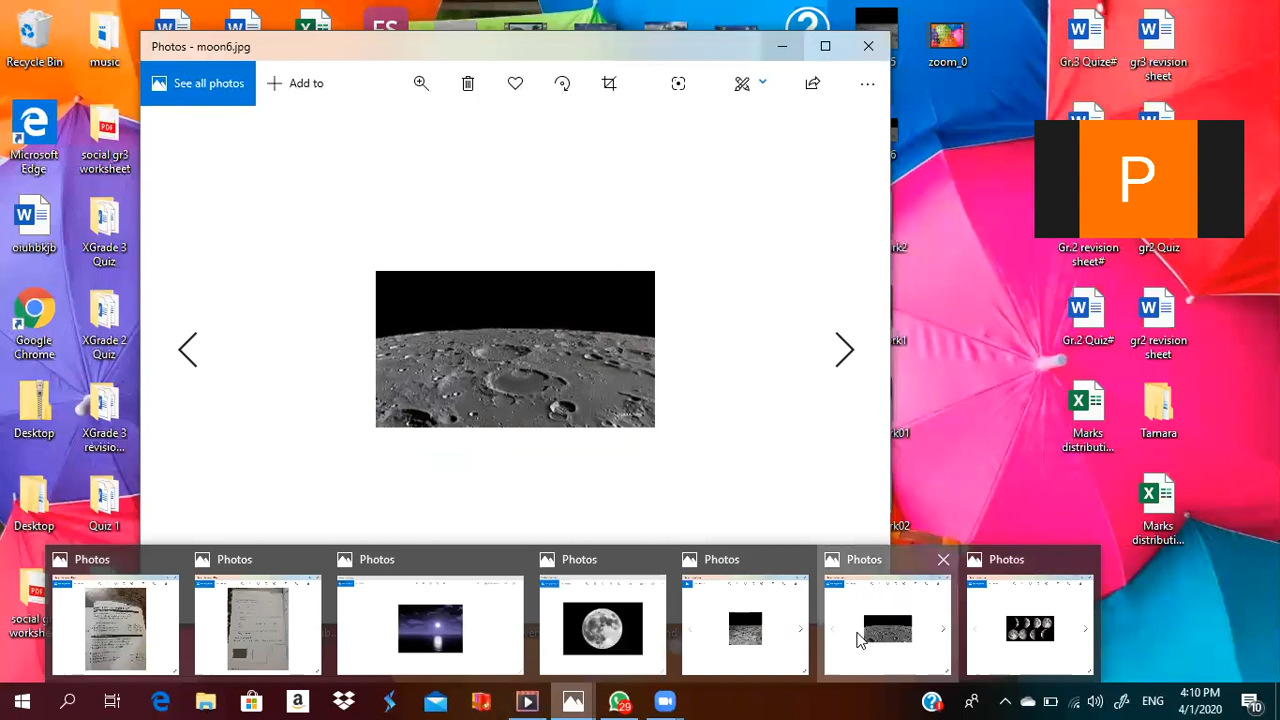 Photos - moon6.jpg
See all photos
Add to
Recycle Bin
music
ES
zoom_0
Gr.3 Quize#
gr3 revision
sheet
Microsoft
Edge
social gr3
worksheet
P
oiuhbkjb
XGrade 3
Quiz
Gr.2 revision
sheet#
gr2 Quiz
Google
Chrome
XGrade 2
Quiz
Gr.2 Quiz#
gr2 revision
sheet
Desktop
XGrade 3
revisio...
Marks
distributi...
Tamara
Desktop
Quiz 1
Marks
distributi...
Photos
Photos
Photos
Photos
Photos
Photos
Photos
29
ENG
4:10 PM
4/1/2020
10